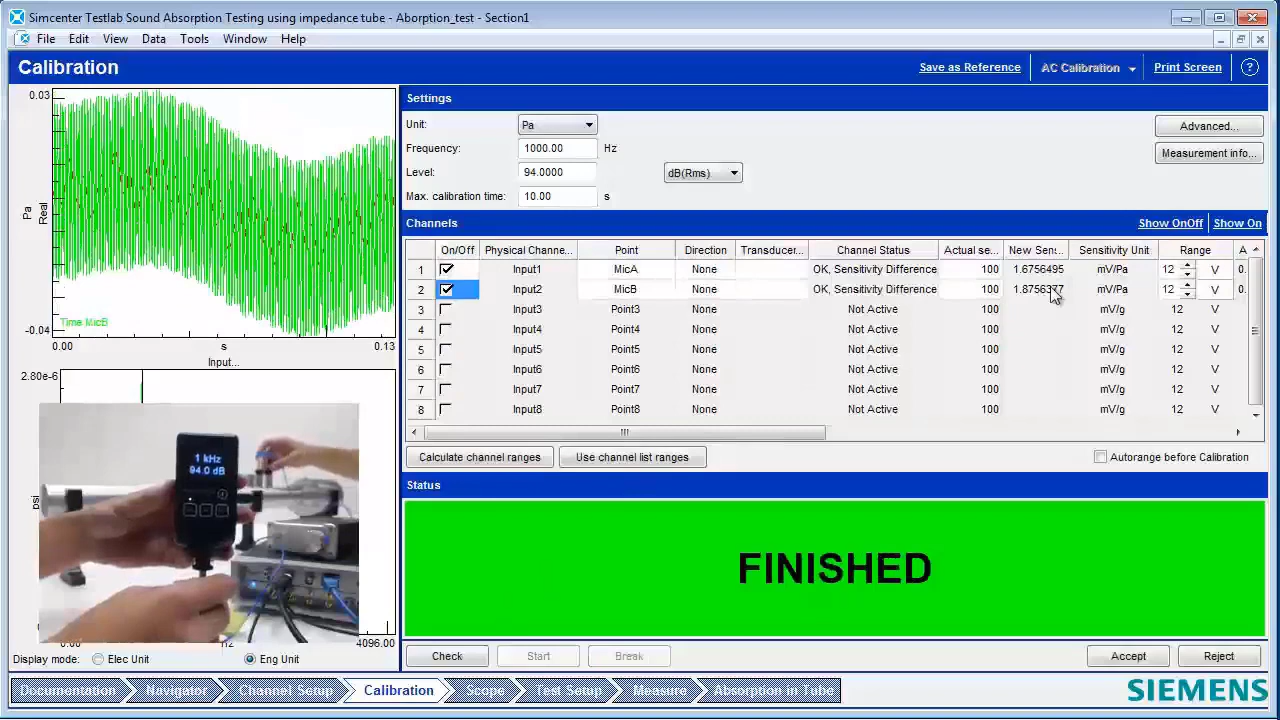 Simcenter Testlab Sound Absorption Testing using impedance tube - Aborption_test - Section1
File Edit View Data Tools Window Help
Calibration
Save as Reference AC Calibration Print Screen ?
Settings
Unit: Pa
Advanced...
Frequency: 1000.00 Hz
Measurement info...
Level: 94.0000 dB(Rms)
Max. calibration time: 10.00 s
Channels
Show OnOff Show On
On/Off Physical Channe... Point Direction Transducer... Channel Status Actual se... New Sens... Sensitivity Unit Range A
1 Input1 MicA None OK, Sensitivity Difference 100 1.6756495 mV/Pa 12 V 0.
2 Input2 MicB None OK, Sensitivity Difference 100 mV/Pa 12 V 0.
3 Input3 Point3 None Not Active 100 mV/g 12 V
4 Input4 Point4 None Not Active 100 mV/g 12 V
5 Input5 Point5 None Not Active 100 mV/g 12 V
6 Input6 Point6 None Not Active 100 mV/g 12 V
7 Input7 Point7 None Not Active 100 mV/g 12 V
8 Input8 Point8 None Not Active 100 mV/g 12 V
Calculate channel ranges Use channel list ranges Autorange before Calibration
Status
FINISHED
Check Start Break Accept Reject
0.03
Pa
Real
-0.04
Time MicB
0.00 s 0.13
Input...
2.80e-6
1 kHz
94.0 dB
0.00 Hz 4096.00
Display mode: Elec Unit Eng Unit
Documentation Navigator Channel Setup Calibration Scope Test Setup Measure Absorption in Tube
SIEMENS